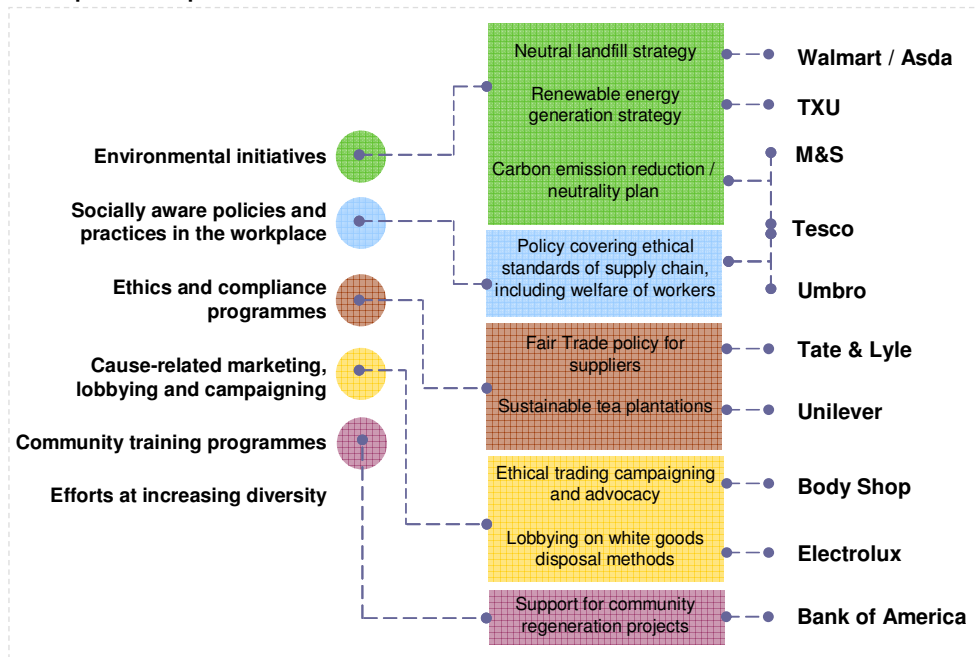 Environmental initiatives
Socially aware policies and
practices in the workplace
Ethics and compliance
programmes
Cause-related marketing,
lobbying and campaigning
Community training programmes
Efforts at increasing diversity
Neutral landfill strategy
Renewable energy
generation strategy
Carbon emission reduction /
neutrality plan
Policy covering ethical
standards of supply chain,
including welfare of workers
Fair Trade policy for
suppliers
Sustainable tea plantations
Ethical trading campaigning
and advocacy
Lobbying on white goods
disposal methods
Support for community
regeneration projects
Walmart / Asda
TXU
M&S
Tesco
Umbro
Tate & Lyle
Unilever
Body Shop
Electrolux
Bank of America